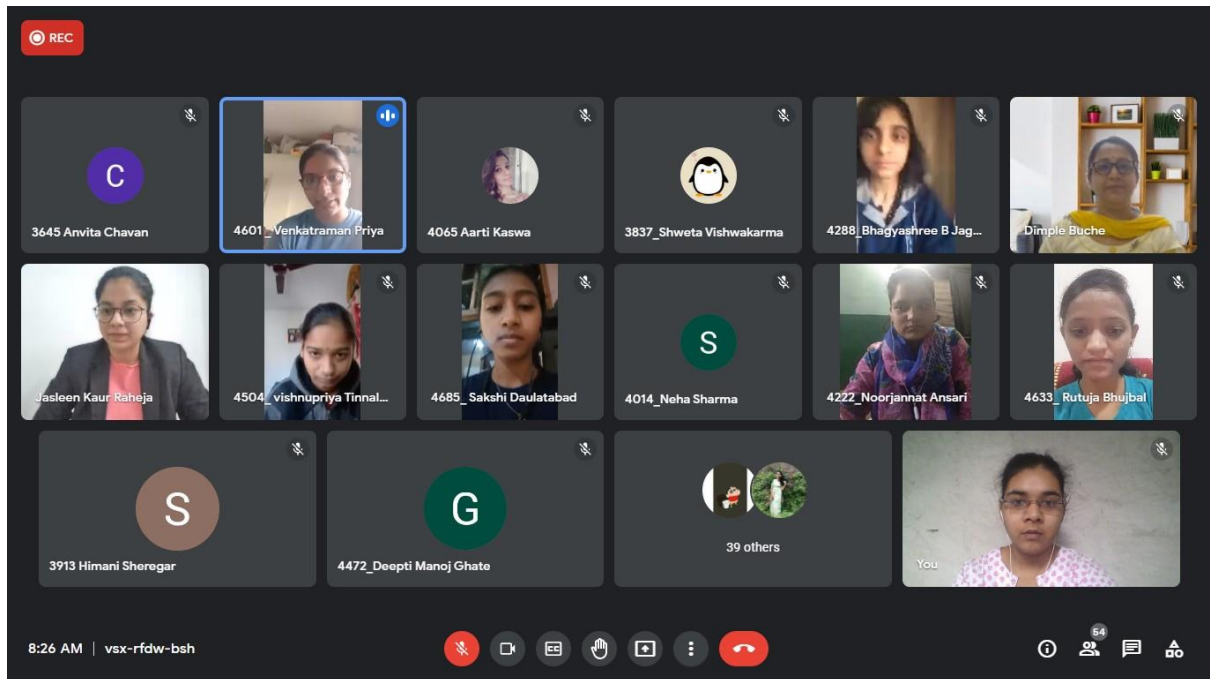 REC
C
3645 Anvita Chavan
4601_Venkatraman Priya
4065 Aarti Kaswa
3837_Shweta Vishwakarma
4288_Bhagyashree B Jag...
Dimple Buche
Jasleen Kaur Raheja
4504_vishnupriya Tinnal...
4685_Sakshi Daulatabad
S
4014_Neha Sharma
4222_Noorjannat Ansari
4633_Rutuja Bhujbal
S
3913 Himani Sheregar
G
4472_Deepti Manoj Ghate
39 others
You
8:26 AM | vsx-rfdw-bsh
CC
54